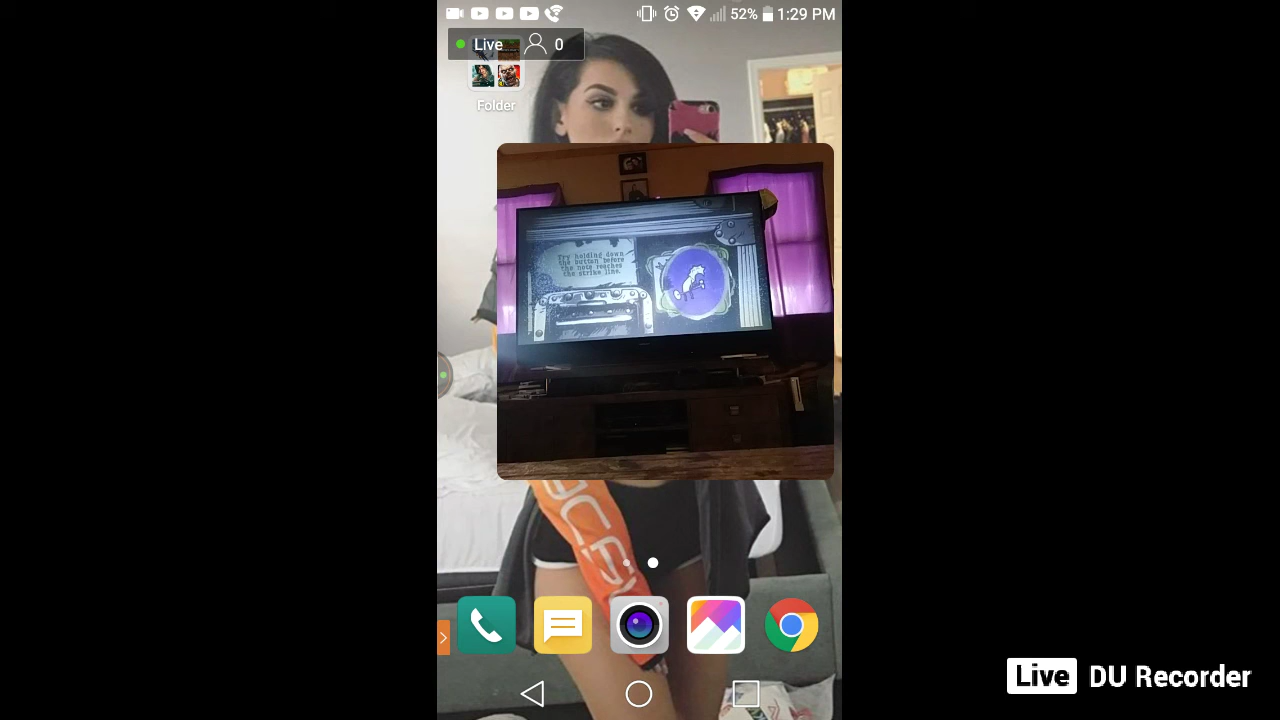 52% 1:29 PM
Live 0
Folder
Try holding down
the button before
the note reaches
the strike line.
Live DU Recorder